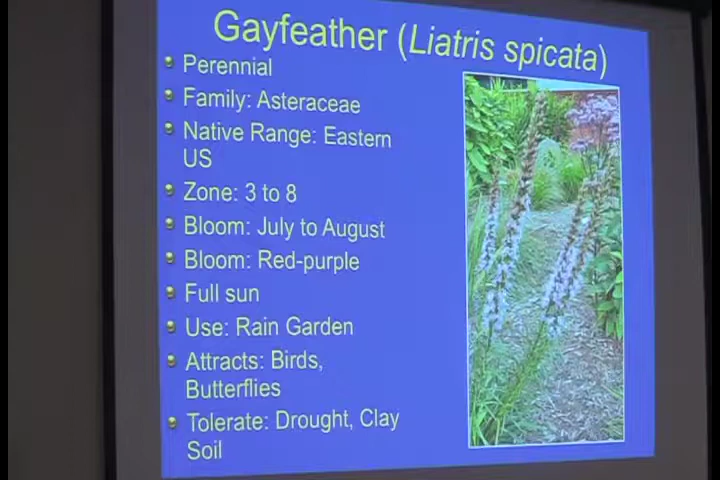 Gayfeather (Liatris spicata)
Perennial
Family: Asteraceae
Native Range: Eastern
US
Zone: 3 to 8
Bloom: July to August
Bloom: Red-purple
Full sun
Use: Rain Garden
Attracts: Birds,
Butterflies
Tolerate: Drought, Clay
Soil